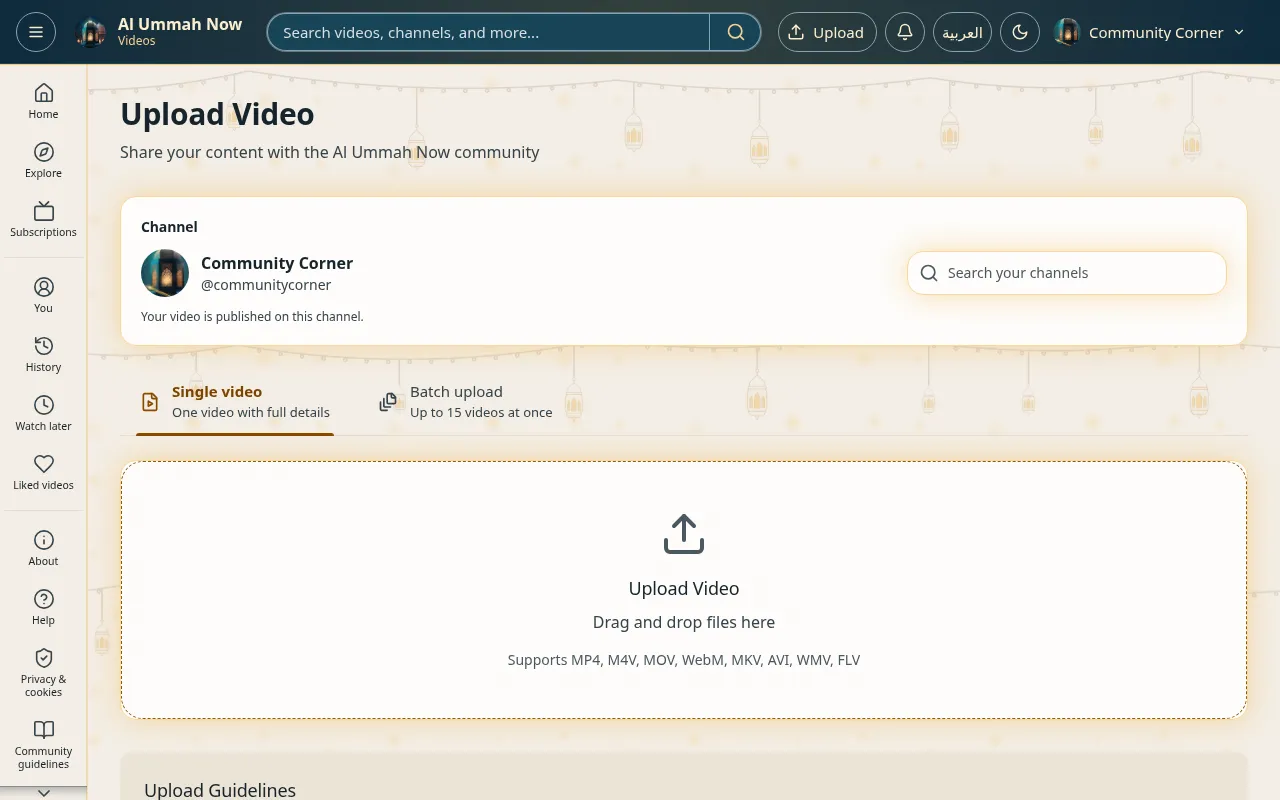 Al Ummah Now
Videos
Search videos, channels, and more...
Upload
العربية
Community Corner
Home
Explore
Subscriptions
You
History
Watch later
Liked videos
About
Help
Privacy &
cookies
Community
guidelines
Upload Video
Share your content with the Al Ummah Now community
Channel
Community Corner
@communitycorner
Your video is published on this channel.
Search your channels
Single video
One video with full details
Batch upload
Up to 15 videos at once
Upload Video
Drag and drop files here
Supports MP4, M4V, MOV, WebM, MKV, AVI, WMV, FLV
Upload Guidelines